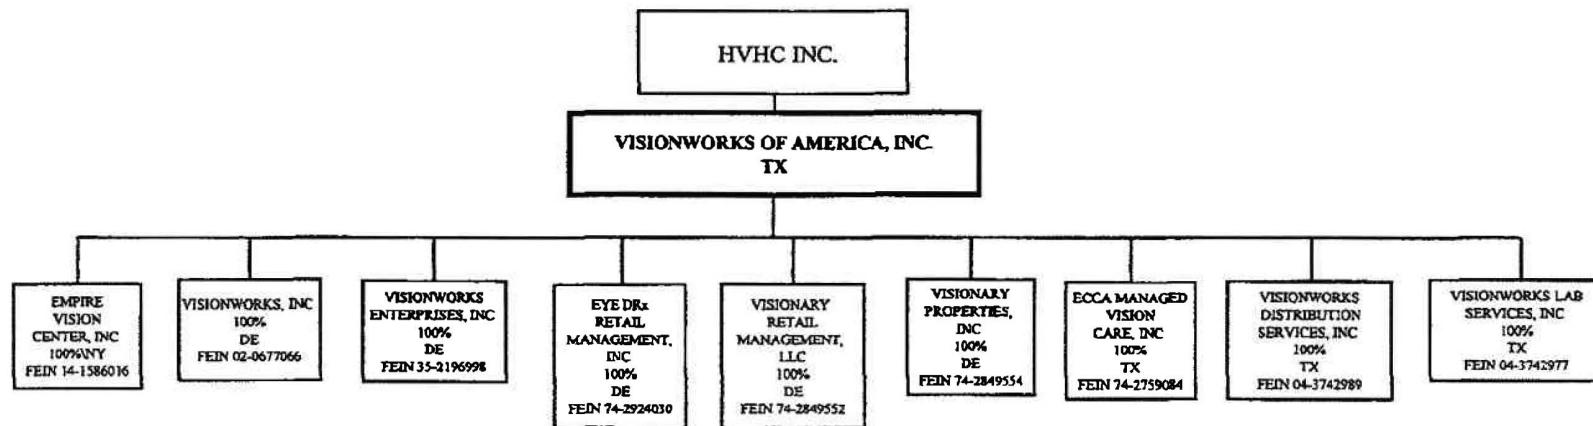 HVHC INC.
VISIONWORKS OF AMERICA, INC.
TX
EMPIRE
VISION
CENTER, INC
100%\NY
FEIN 14-1586016
VISIONWORKS, INC
100%
DE
FEIN 02-0677066
VISIONWORKS
ENTERPRISES, INC
100%
DE
FEIN 35-2196998
EYE DRx
RETAIL
MANAGEMENT,
INC
100%
DE
FEIN 74-2924030
VISIONARY
RETAIL
MANAGEMENT,
LLC
100%
DE
FEIN 74-2849552
VISIONARY
PROPERTIES,
INC
100%
DE
FEIN 74-2849554
ECCA MANAGED
VISION
CARE, INC
100%
TX
FEIN 74-2759084
VISIONWORKS
DISTRIBUTION
SERVICES, INC
100%
TX
FEIN 04-3742989
VISIONWORKS LAB
SERVICES, INC
100%
TX
FEIN 04-3742977